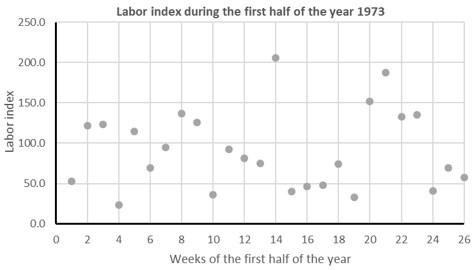 Labor index during the first half of the year 1973
250.0
200.0
150.0
100.0
50.0
0.0
Labor index
0 2 4 6 8 10 12 14 16 18 20 22 24 26
Weeks of the first half of the year